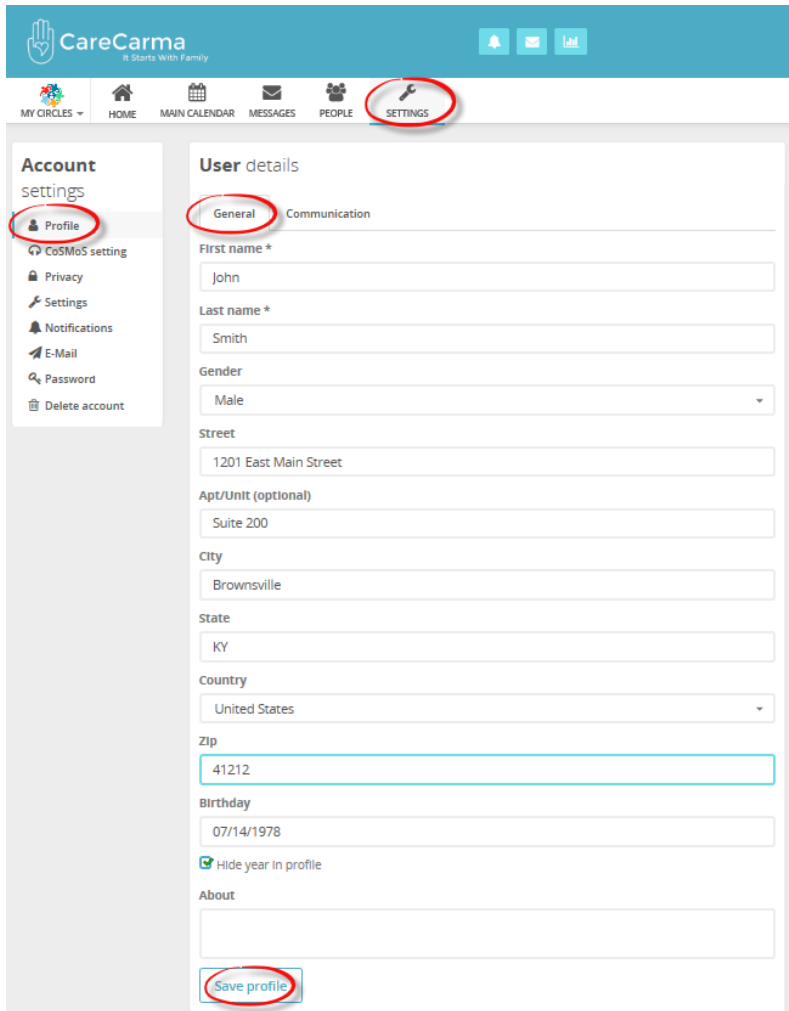 CareCarma
It Starts With Family
MY CIRCLES
HOME
MAIN CALENDAR
MESSAGES
PEOPLE
SETTINGS
Account
settings
Profile
CoSMoS setting
Privacy
Settings
Notifications
E-Mail
Password
Delete account
User details
General
Communication
First name *
John
Last name *
Smith
Gender
Male
Street
1201 East Main Street
Apt/Unit (optional)
Suite 200
City
Brownsville
State
KY
Country
United States
Zip
41212
Birthday
07/14/1978
Hide year in profile
About
Save profile